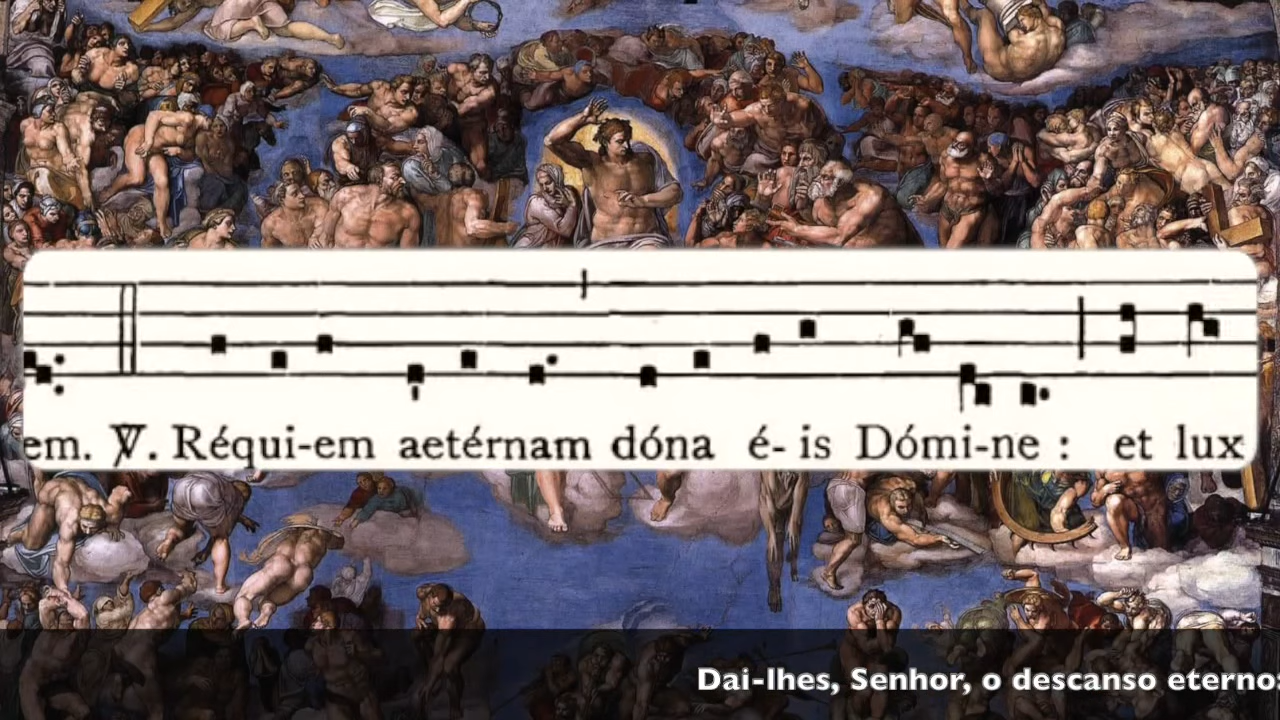 em. ℣. Réqui-em aetérnam dóna é-is Dómi-ne : et lux
Dai-lhes, Senhor, o descanso eterno: